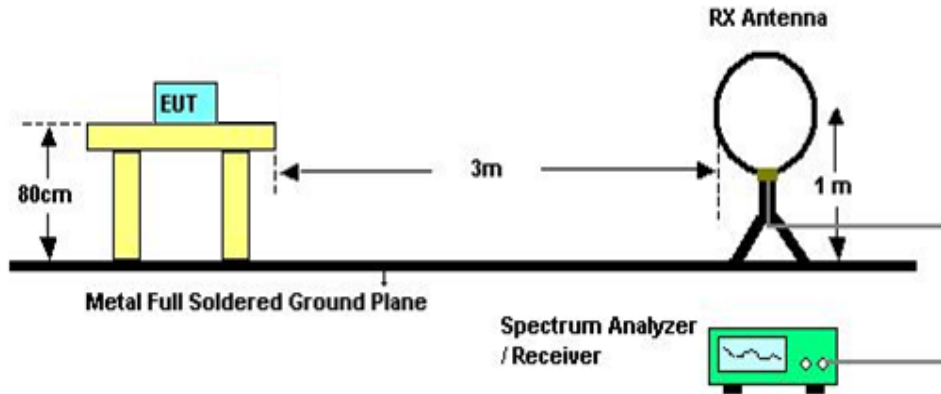 RX Antenna
EUT
3m
80cm
1 m
Metal Full Soldered Ground Plane
Spectrum Analyzer
/ Receiver